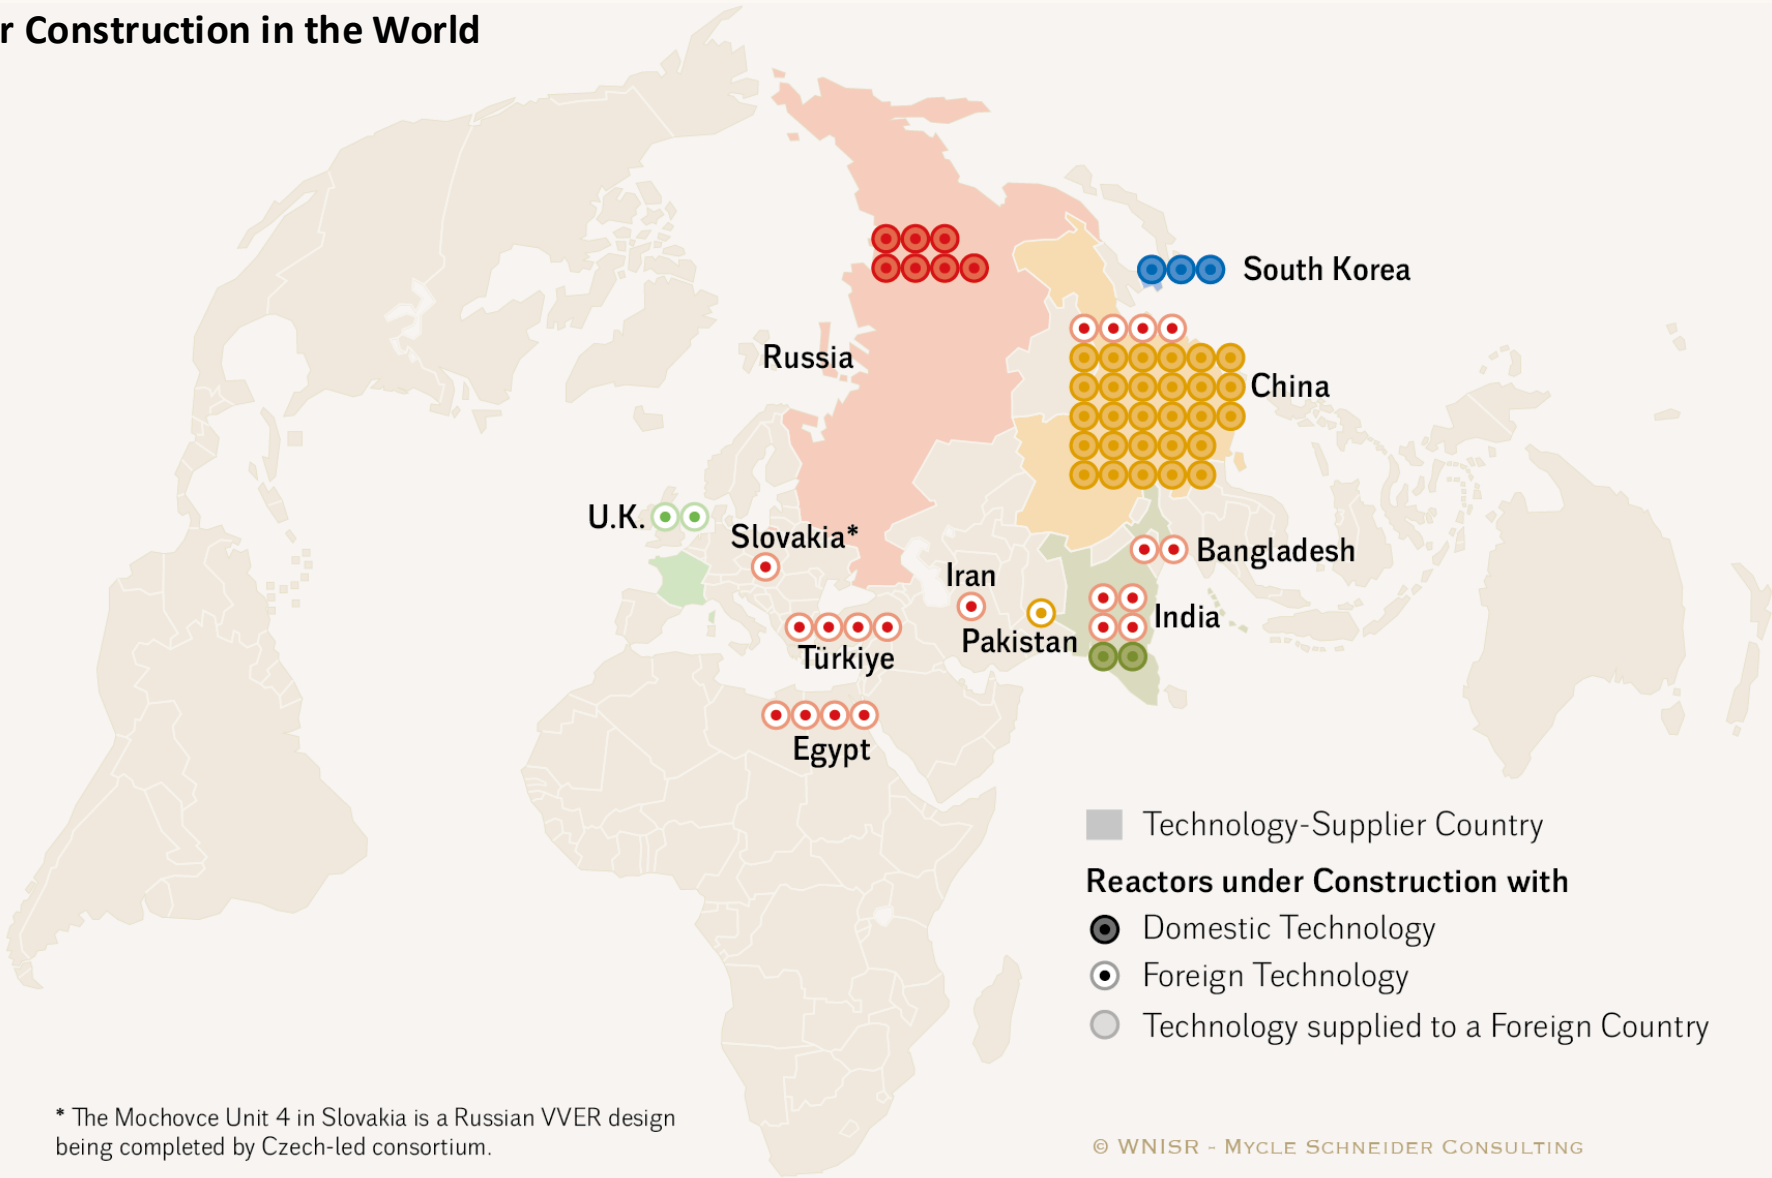 r Construction in the World
South Korea
Russia
China
U.K.
Slovakia*
Bangladesh
Iran
India
Pakistan
Türkiye
Egypt
Technology-Supplier Country
Reactors under Construction with
Domestic Technology
Foreign Technology
Technology supplied to a Foreign Country
* The Mochovce Unit 4 in Slovakia is a Russian VVER design
being completed by Czech-led consortium.
© WNISR - Mycle Schneider Consulting